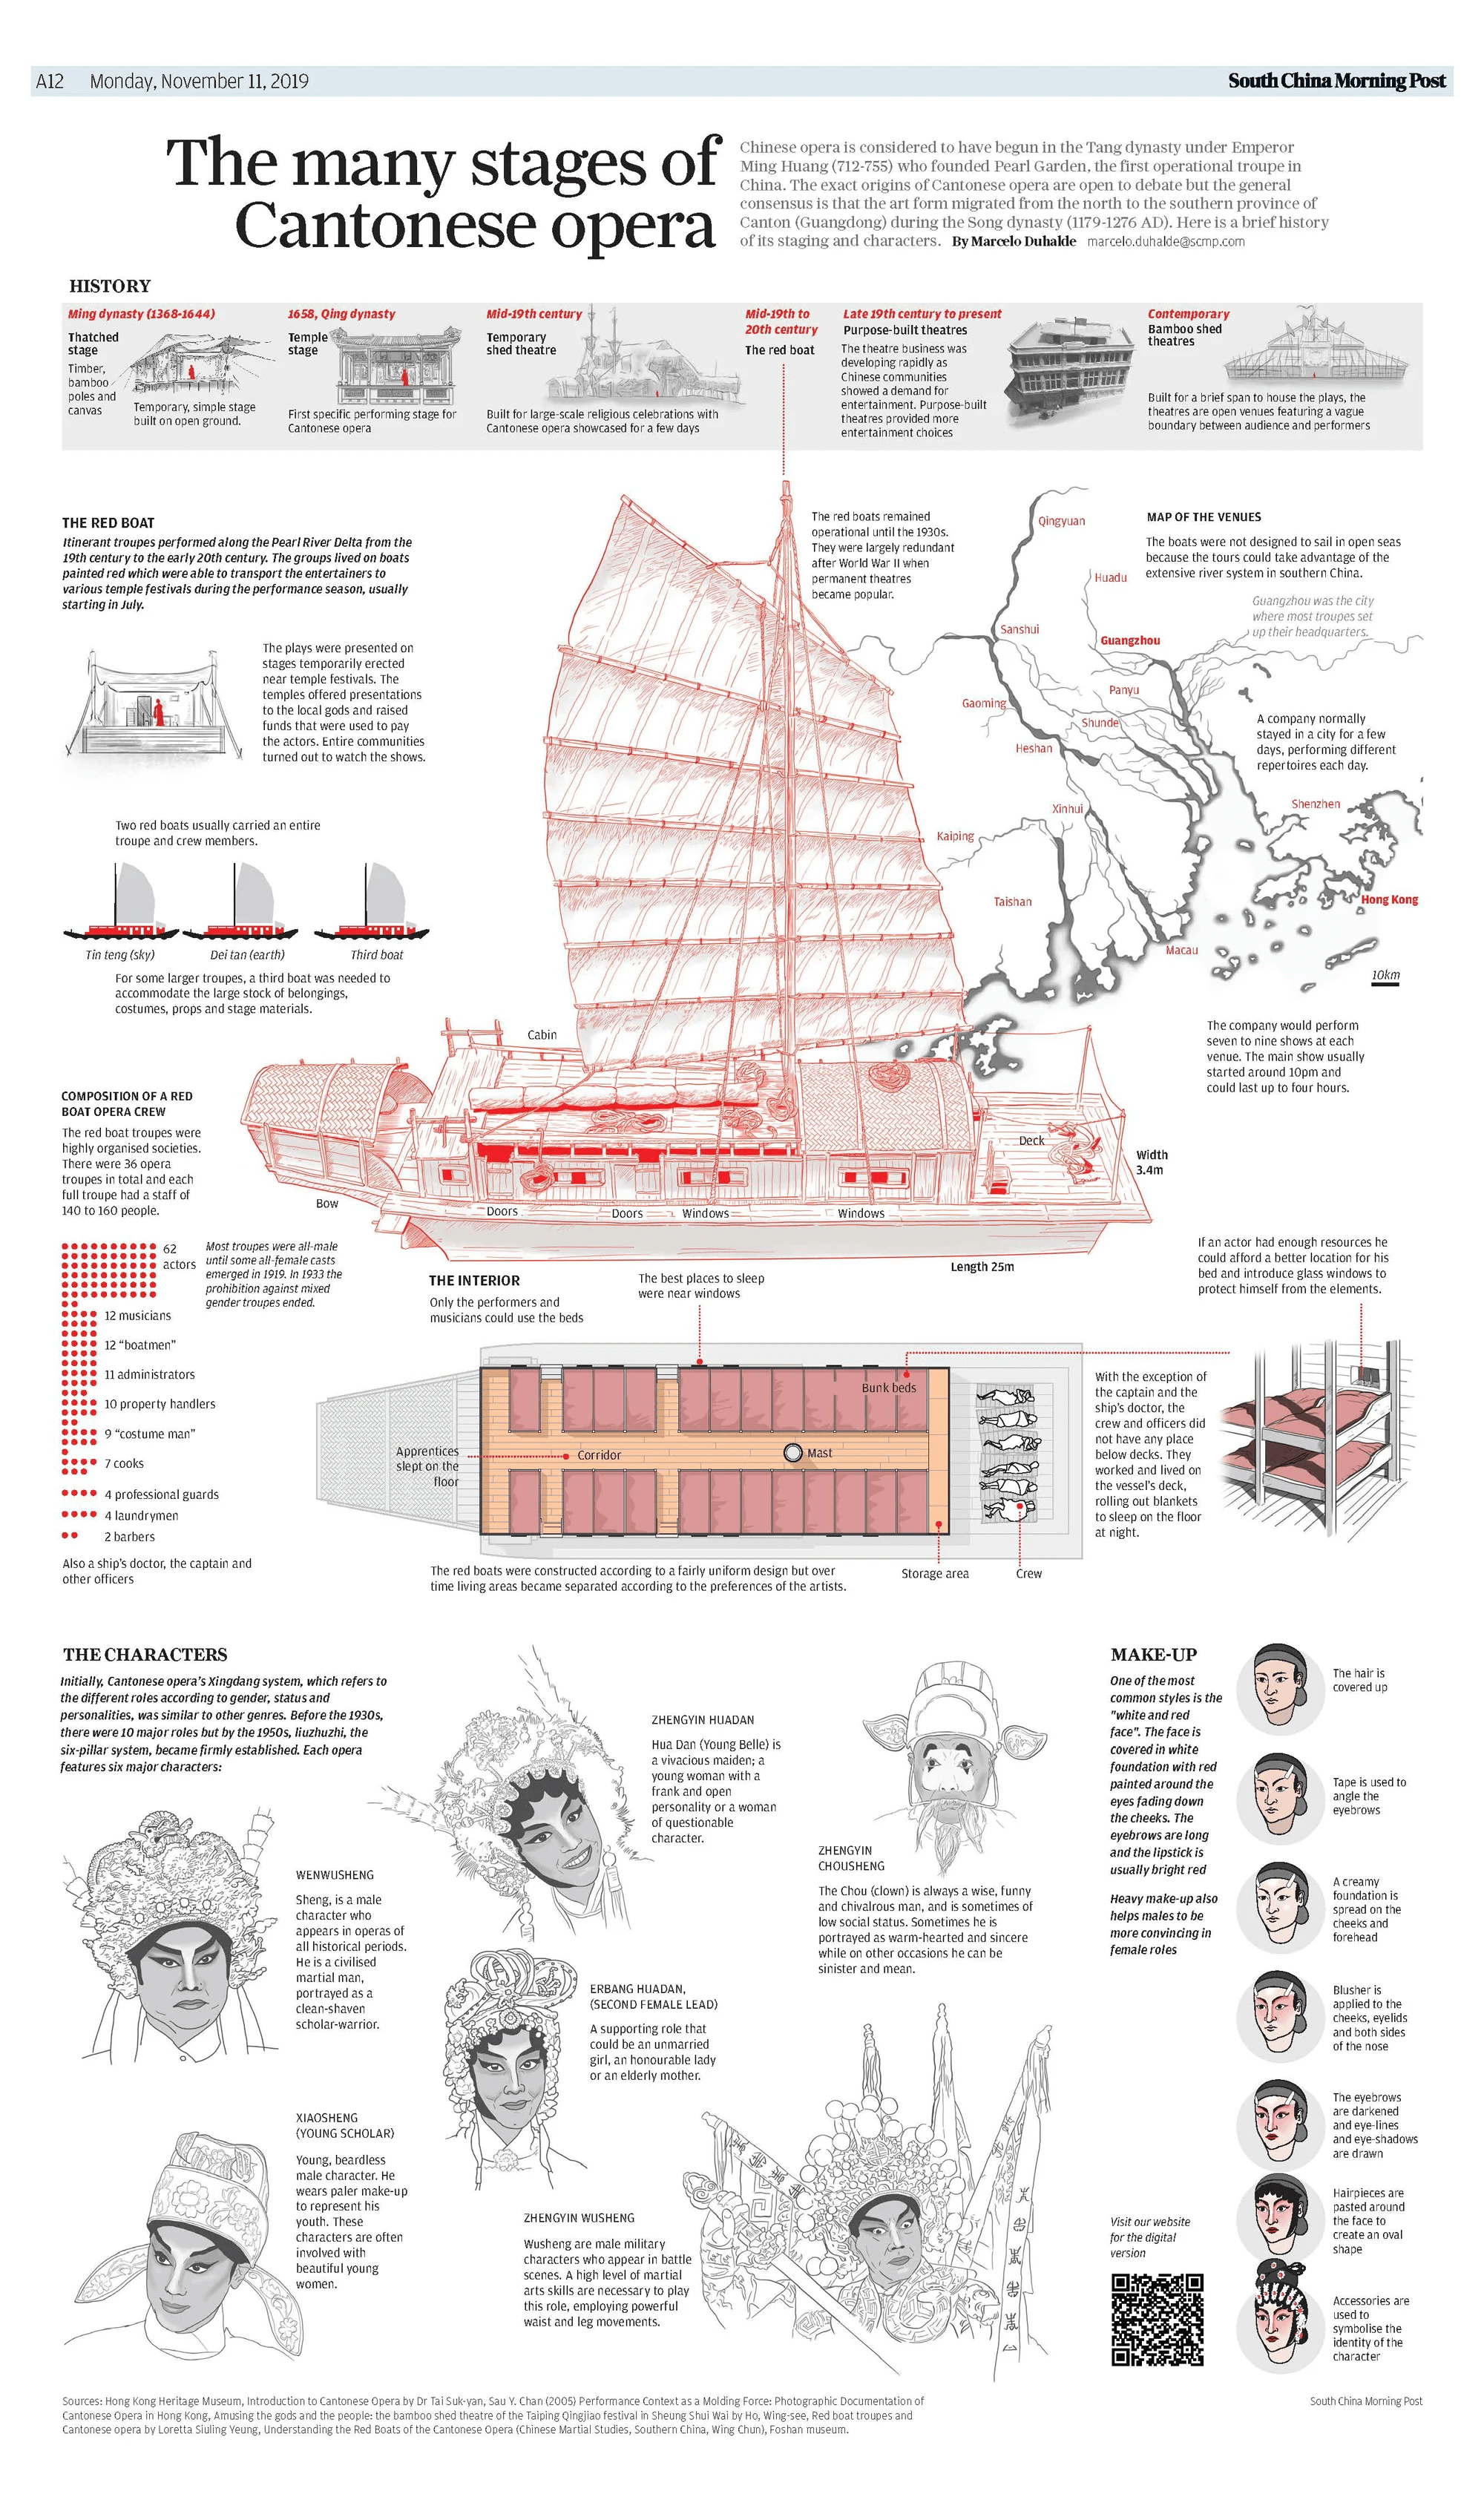 A12 Monday, November 11, 2019
South China Morning Post
The many stages of
Cantonese opera
Chinese opera is considered to have begun in the Tang dynasty under Emperor
Ming Huang (712-755) who founded Pearl Garden, the first operational troupe in
China. The exact origins of Cantonese opera are open to debate but the general
consensus is that the art form migrated from the north to the southern province of
Canton (Guangdong) during the Song dynasty (1179-1276 AD). Here is a brief history
of its staging and characters. By Marcelo Duhalde marcelo.duhalde@scmp.com
HISTORY
Ming dynasty (1368-1644)
Thatched
stage
Timber,
bamboo
poles and
canvas
Temporary, simple stage
built on open ground.
1658, Qing dynasty
Temple
stage
First specific performing stage for
Cantonese opera
Mid-19th century
Temporary
shed theatre
Built for large-scale religious celebrations with
Cantonese opera showcased for a few days
Mid-19th to
20th century
The red boat
Late 19th century to present
Purpose-built theatres
The theatre business was
developing rapidly as
Chinese communities
showed a demand for
entertainment. Purpose-built
theatres provided more
entertainment choices
Contemporary
Bamboo shed
theatres
Built for a brief span to house the plays, the
theatres are open venues featuring a vague
boundary between audience and performers
THE RED BOAT
Itinerant troupes performed along the Pearl River Delta from the
19th century to the early 20th century. The groups lived on boats
painted red which were able to transport the entertainers to
various temple festivals during the performance season, usually
starting in July.
The plays were presented on
stages temporarily erected
near temple festivals. The
temples offered presentations
to the local gods and raised
funds that were used to pay
the actors. Entire communities
turned out to watch the shows.
Two red boats usually carried an entire
troupe and crew members.
Tin teng (sky)
Dei tan (earth)
Third boat
For some larger troupes, a third boat was needed to
accommodate the large stock of belongings,
costumes, props and stage materials.
The red boats remained
operational until the 1930s.
They were largely redundant
after World War II when
permanent theatres
became popular.
MAP OF THE VENUES
The boats were not designed to sail in open seas
because the tours could take advantage of the
extensive river system in southern China.
Guangzhou was the city
where most troupes set
up their headquarters.
Qingyuan
Huadu
Sanshui
Guangzhou
Panyu
Gaoming
Shunde
Heshan
A company normally
stayed in a city for a few
days, performing different
repertoires each day.
Xinhui
Shenzhen
Kaiping
Taishan
Hong Kong
Macau
10km
The company would perform
seven to nine shows at each
venue. The main show usually
started around 10pm and
could last up to four hours.
Cabin
Deck
Width
3.4m
Bow
Doors
Doors
Windows
Windows
Length 25m
COMPOSITION OF A RED
BOAT OPERA CREW
The red boat troupes were
highly organised societies.
There were 36 opera
troupes in total and each
full troupe had a staff of
140 to 160 people.
62
actors
Most troupes were all-male
until some all-female casts
emerged in 1919. In 1933 the
prohibition against mixed
gender troupes ended.
12 musicians
12 "boatmen"
11 administrators
10 property handlers
9 "costume man"
7 cooks
4 professional guards
4 laundrymen
2 barbers
Also a ship's doctor, the captain and
other officers
THE INTERIOR
Only the performers and
musicians could use the beds
The best places to sleep
were near windows
Bunk beds
Apprentices
slept on the
floor
Corridor
Mast
Storage area
Crew
The red boats were constructed according to a fairly uniform design but over
time living areas became separated according to the preferences of the artists.
If an actor had enough resources he
could afford a better location for his
bed and introduce glass windows to
protect himself from the elements.
With the exception of
the captain and the
ship's doctor, the
crew and officers did
not have any place
below decks. They
worked and lived on
the vessel's deck,
rolling out blankets
to sleep on the floor
at night.
THE CHARACTERS
Initially, Cantonese opera's Xingdang system, which refers to
the different roles according to gender, status and
personalities, was similar to other genres. Before the 1930s,
there were 10 major roles but by the 1950s, liuzhuzhi, the
six-pillar system, became firmly established. Each opera
features six major characters:
WENWUSHENG
Sheng, is a male
character who
appears in operas of
all historical periods.
He is a civilised
martial man,
portrayed as a
clean-shaven
scholar-warrior.
ZHENGYIN HUADAN
Hua Dan (Young Belle) is
a vivacious maiden; a
young woman with a
frank and open
personality or a woman
of questionable
character.
ZHENGYIN
CHOUSHENG
The Chou (clown) is always a wise, funny
and chivalrous man, and is sometimes of
low social status. Sometimes he is
portrayed as warm-hearted and sincere
while on other occasions he can be
sinister and mean.
ERBANG HUADAN,
(SECOND FEMALE LEAD)
A supporting role that
could be an unmarried
girl, an honourable lady
or an elderly mother.
XIAOSHENG
(YOUNG SCHOLAR)
Young, beardless
male character. He
wears paler make-up
to represent his
youth. These
characters are often
involved with
beautiful young
women.
ZHENGYIN WUSHENG
Wusheng are male military
characters who appear in battle
scenes. A high level of martial
arts skills are necessary to play
this role, employing powerful
waist and leg movements.
MAKE-UP
One of the most
common styles is the
"white and red
face". The face is
covered in white
foundation with red
painted around the
eyes fading down
the cheeks. The
eyebrows are long
and the lipstick is
usually bright red
Heavy make-up also
helps males to be
more convincing in
female roles
The hair is
covered up
Tape is used to
angle the
eyebrows
A creamy
foundation is
spread on the
cheeks and
forehead
Blusher is
applied to the
cheeks, eyelids
and both sides
of the nose
The eyebrows
are darkened
and eye-lines
and eye-shadows
are drawn
Hairpieces are
pasted around
the face to
create an oval
shape
Accessories are
used to
symbolise the
identity of the
character
Visit our website
for the digital
version
Sources: Hong Kong Heritage Museum, Introduction to Cantonese Opera by Dr Tai Suk-yan, Sau Y. Chan (2005) Performance Context as a Molding Force: Photographic Documentation of
Cantonese Opera in Hong Kong, Amusing the gods and the people: the bamboo shed theatre of the Taiping Qingjiao festival in Sheung Shui Wai by Ho, Wing-see, Red boat troupes and
Cantonese opera by Loretta Siuling Yeung, Understanding the Red Boats of the Cantonese Opera (Chinese Martial Studies, Southern China, Wing Chun), Foshan museum.
South China Morning Post